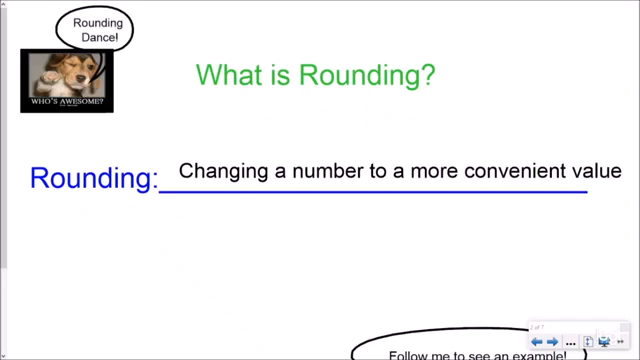 Rounding
Dance!
WHO'S AWESOME?
What is Rounding?
Rounding: Changing a number to a more convenient value
Follow me to see an example!